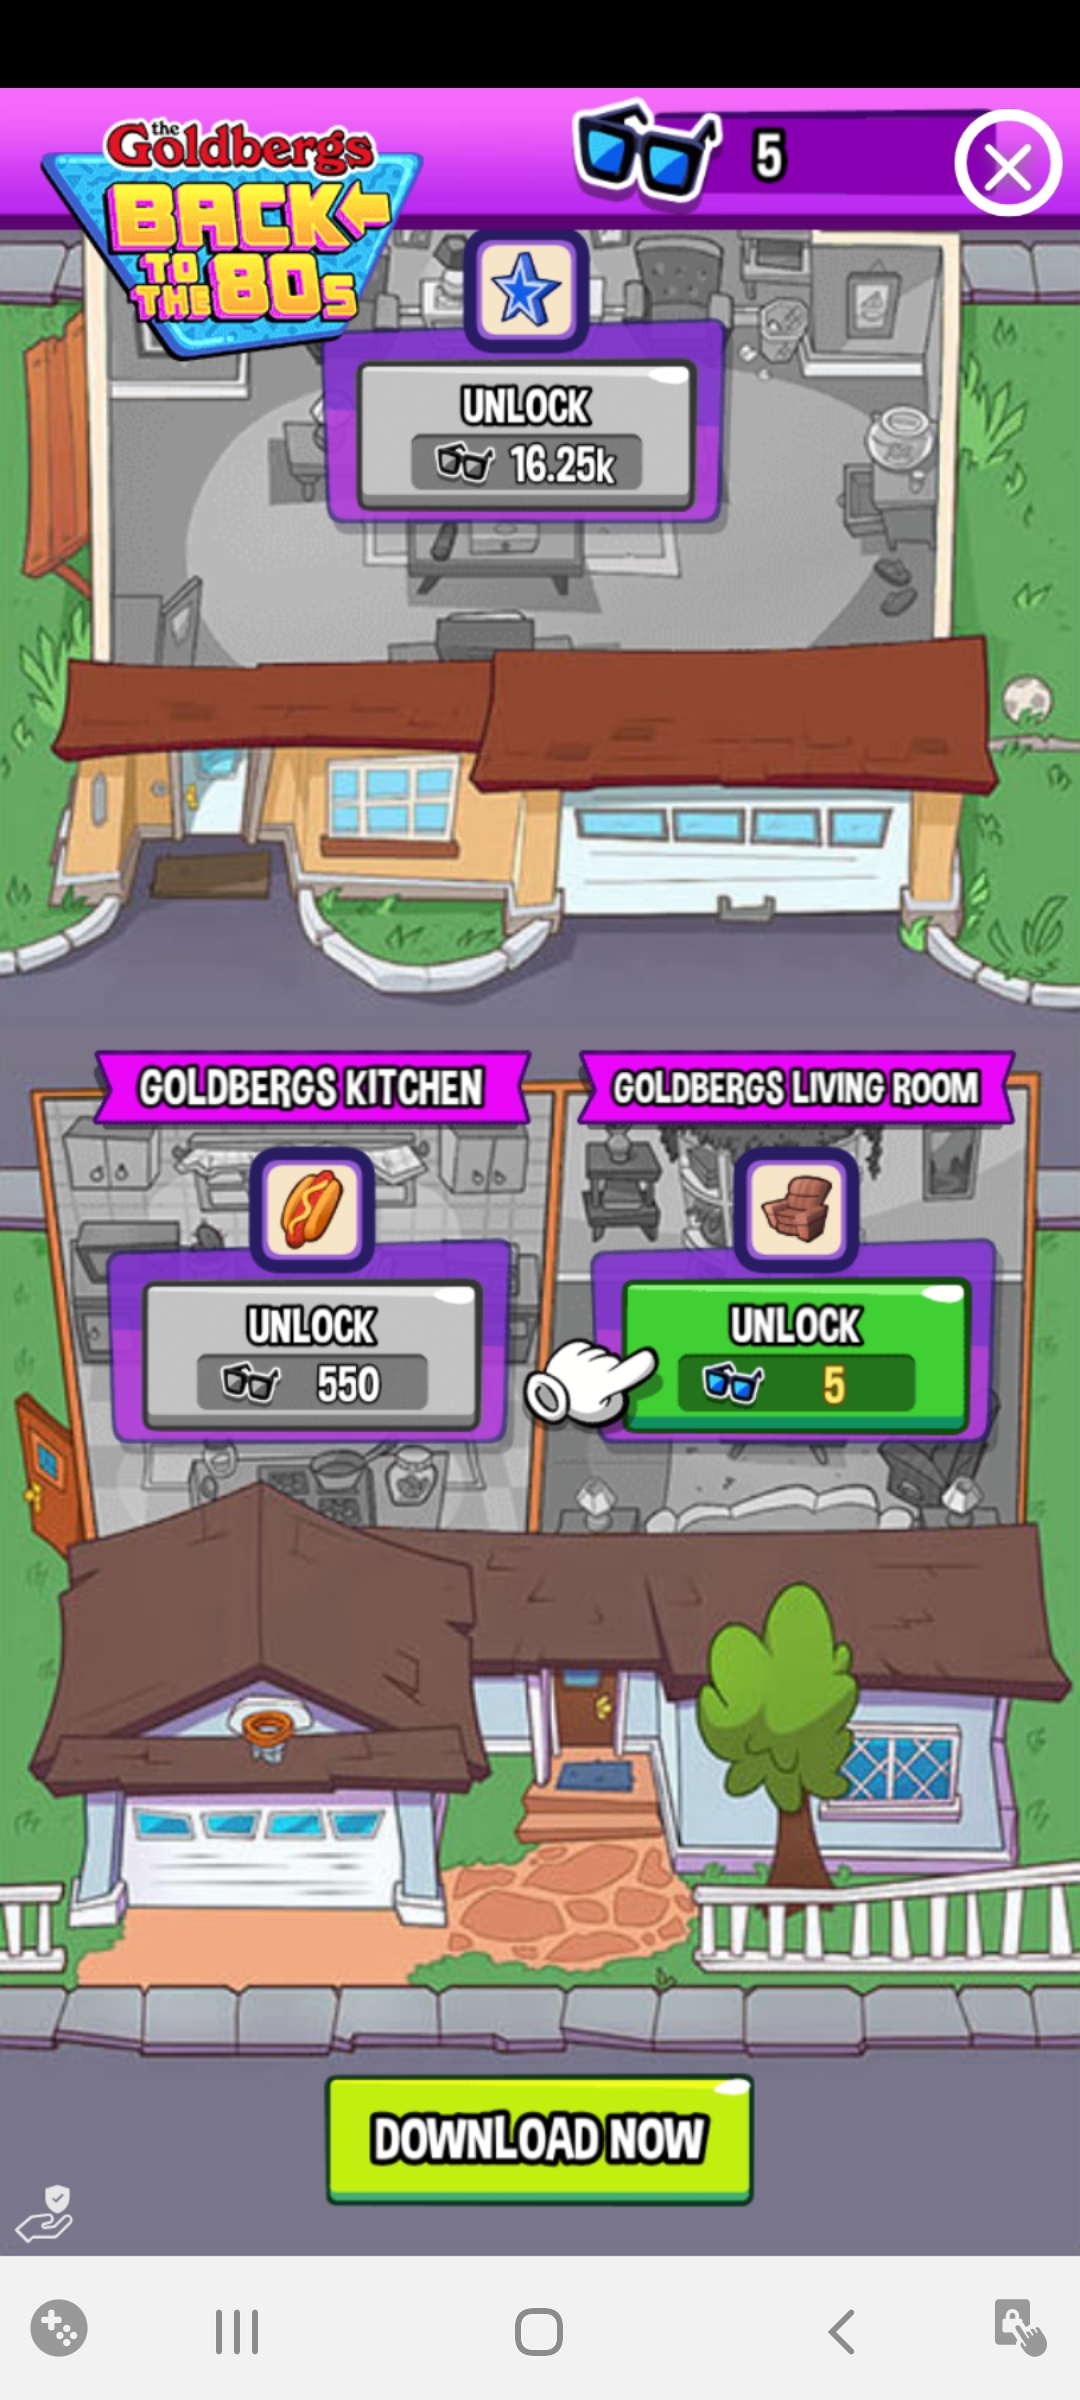 the
Goldbergs
BACK
TO
THE 80s
5
UNLOCK
16.25k
GOLDBERGS KITCHEN
GOLDBERGS LIVING ROOM
UNLOCK
550
UNLOCK
5
DOWNLOAD NOW